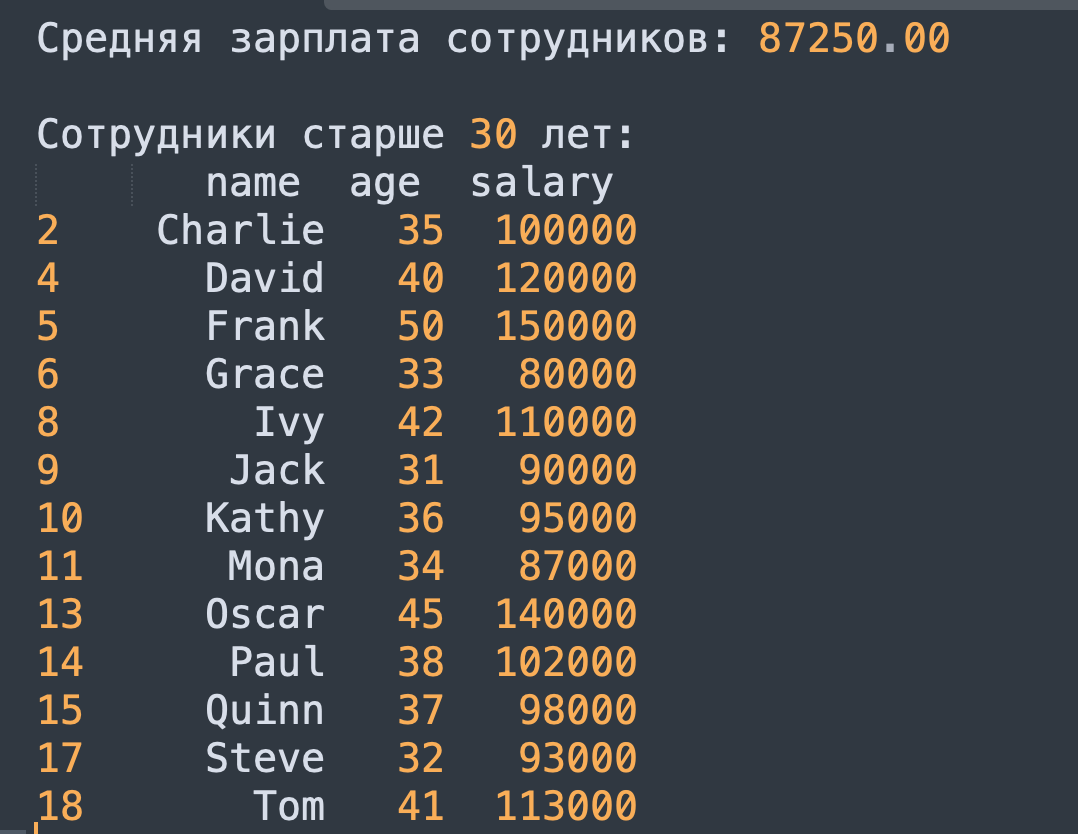 Средняя зарплата сотрудников: 87250.00
Сотрудники старше 30 лет:
name age salary
2 Charlie 35 100000
4 David 40 120000
5 Frank 50 150000
6 Grace 33 80000
8 Ivy 42 110000
9 Jack 31 90000
10 Kathy 36 95000
11 Mona 34 87000
13 Oscar 45 140000
14 Paul 38 102000
15 Quinn 37 98000
17 Steve 32 93000
18 Tom 41 113000